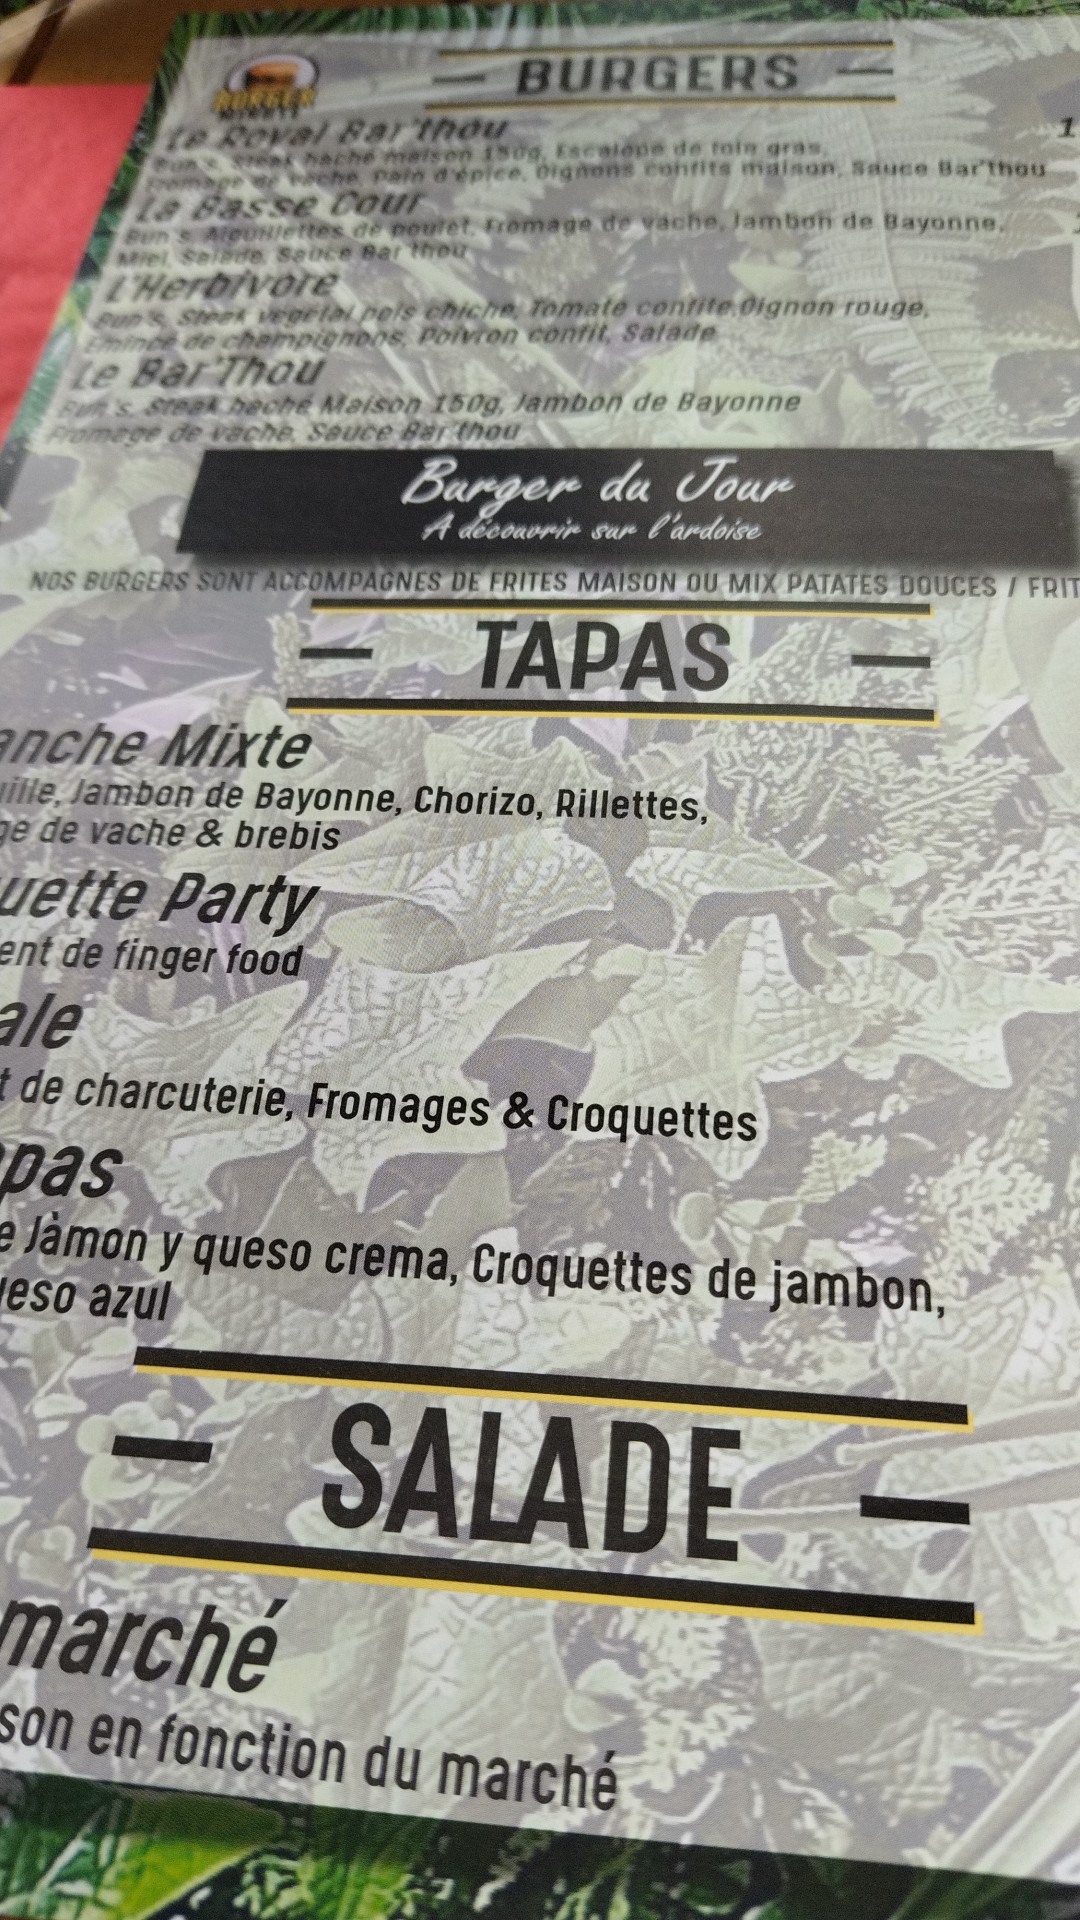 BURGER
BURGERS
Le Royal Bar'thou
1
Bun's, Steak haché maison 150g, Escalope de foie gras,
Fromage de vache, Pain d'épice, Oignons confits maison, Sauce Bar'thou
La Basse Cour
Bun's, Aiguillettes de poulet, Fromage de vache, Jambon de Bayonne,
Miel, Salade, Sauce Bar'thou
L'Herbivore
Bun's, Steak végétal pois chiche, Tomate confite, Oignon rouge,
Emincé de champignons, Poivron confit, Salade
Le Bar'Thou
Bun's, Steak haché Maison 150g, Jambon de Bayonne
Fromage de vache, Sauce Bar'thou
Burger du Jour
A découvrir sur l'ardoise
NOS BURGERS SONT ACCOMPAGNES DE FRITES MAISON OU MIX PATATES DOUCES / FRIT
TAPAS
anche Mixte
uille, Jambon de Bayonne, Chorizo, Rillettes,
ge de vache & brebis
uette Party
ent de finger food
ale
t de charcuterie, Fromages & Croquettes
apas
e Jàmon y queso crema, Croquettes de jambon,
ueso azul
SALADE
marché
son en fonction du marché